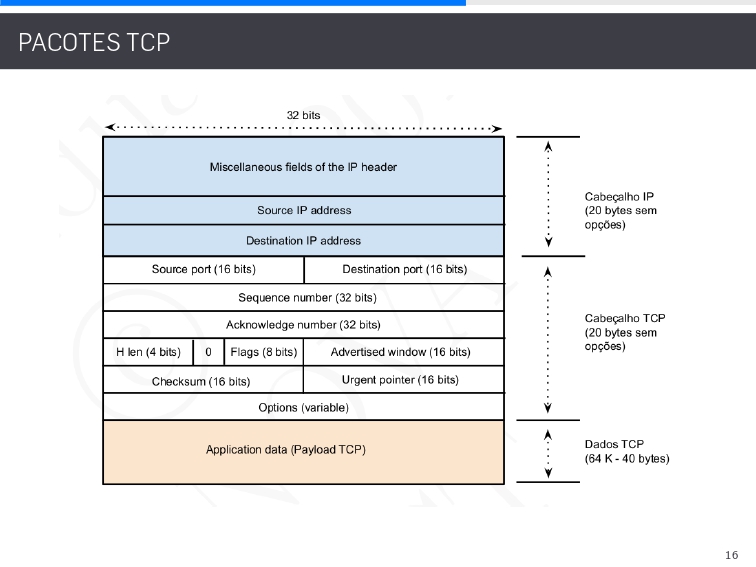 PACOTES TCP
32 bits
Miscellaneous fields of the IP header
Source IP address
Destination IP address
Cabeçalho IP
(20 bytes sem
opções)
Source port (16 bits)
Destination port (16 bits)
Sequence number (32 bits)
Acknowledge number (32 bits)
H len (4 bits)
0
Flags (8 bits)
Advertised window (16 bits)
Checksum (16 bits)
Urgent pointer (16 bits)
Options (variable)
Cabeçalho TCP
(20 bytes sem
opções)
Application data (Payload TCP)
Dados TCP
(64 K - 40 bytes)
16